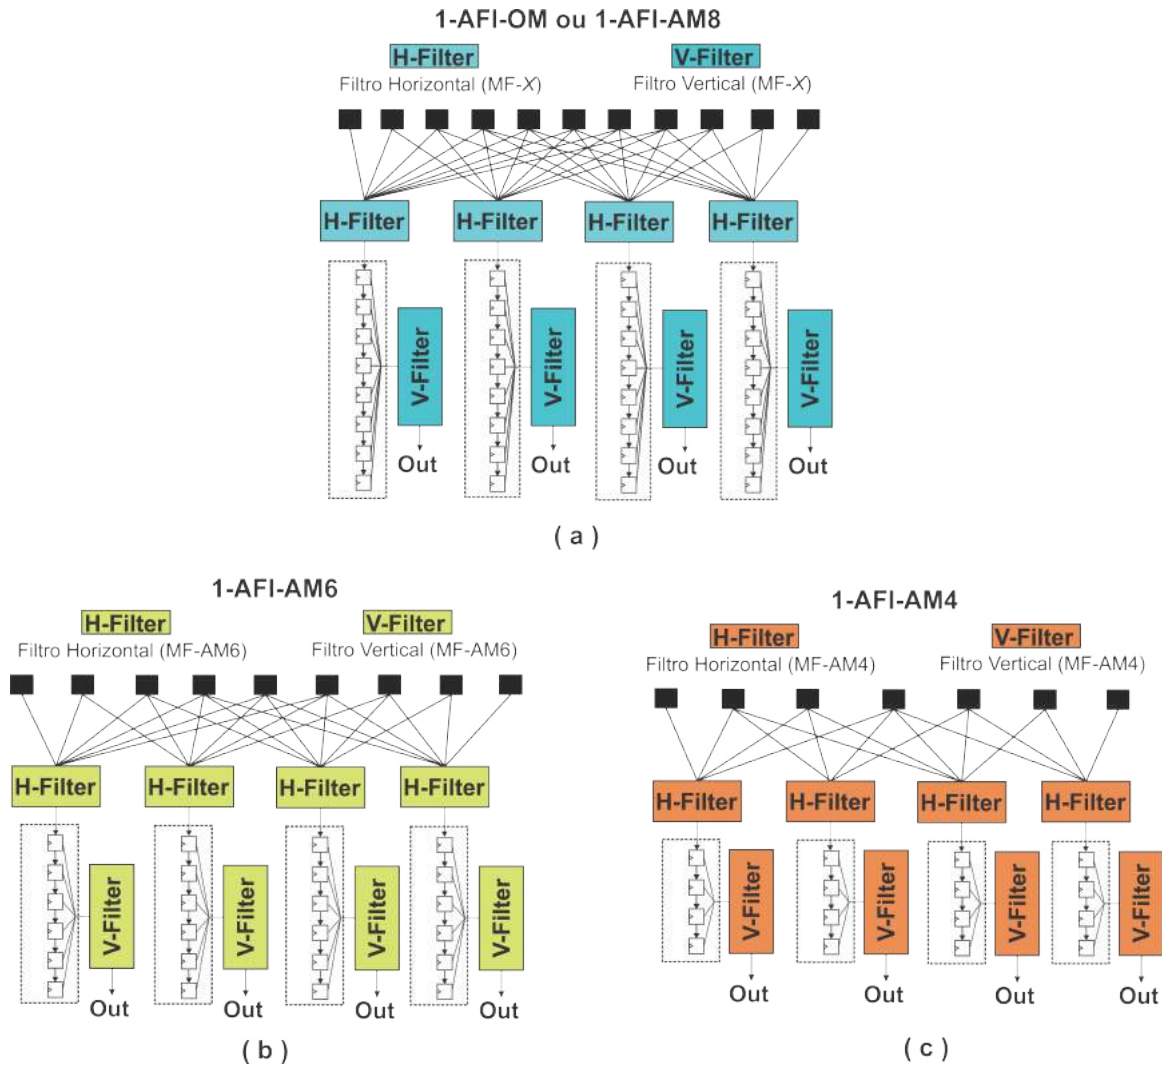 1-AFI-OM ou 1-AFI-AM8
H-Filter V-Filter
Filtro Horizontal (MF-X) Filtro Vertical (MF-X)
H-Filter H-Filter H-Filter H-Filter
V-Filter V-Filter V-Filter V-Filter
Out Out Out Out
( a )
1-AFI-AM6
H-Filter V-Filter
Filtro Horizontal (MF-AM6) Filtro Vertical (MF-AM6)
H-Filter H-Filter H-Filter H-Filter
V-Filter V-Filter V-Filter V-Filter
Out Out Out Out
( b )
1-AFI-AM4
H-Filter V-Filter
Filtro Horizontal (MF-AM4) Filtro Vertical (MF-AM4)
H-Filter H-Filter H-Filter H-Filter
V-Filter V-Filter V-Filter V-Filter
Out Out Out Out
( c )